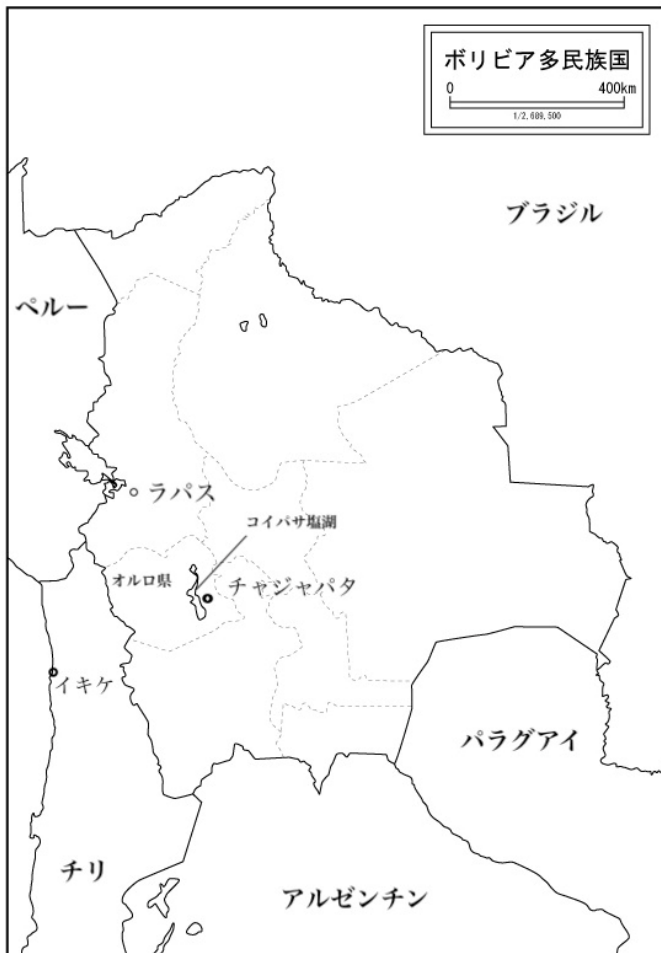 ボリビア多民族国
0 400km
1/2,689,500
ブラジル
ペルー
ラパス
コイパサ塩湖
オルロ県
チャジャパタ
イキケ
パラグアイ
チリ
アルゼンチン